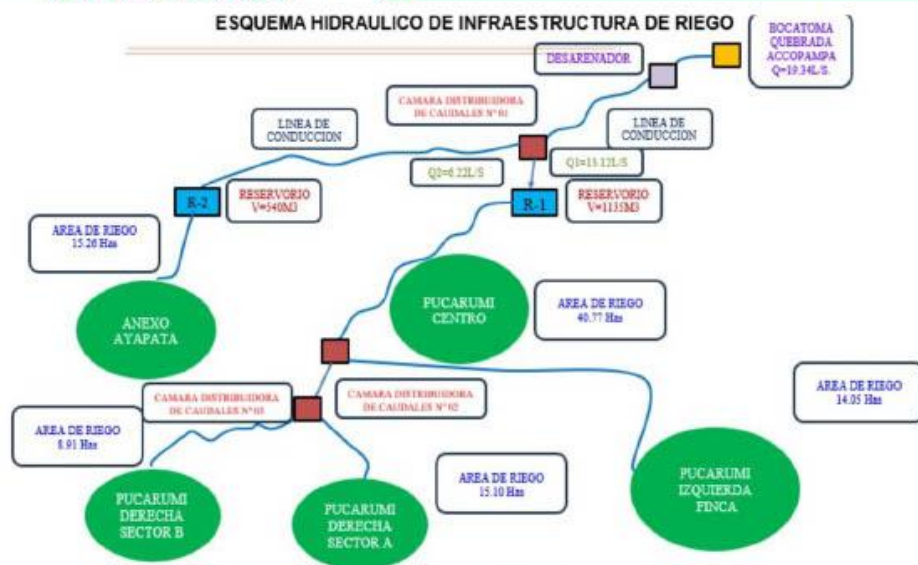 ESQUEMA HIDRAULICO DE INFRAESTRUCTURA DE RIEGO
BOCATOMA
QUEBRADA
ACCOPAMPA
Q=19.34L/S.
DESARENADOR
CAMARA DISTRIBUIDORA
DE CAUDALES Nº 01
LINEA DE
CONDUCCION
LINEA DE
CONDUCCION
Q2=6.22L/S
Q1=13.12L/S
R-2
RESERVORIO
V=540M3
R-1
RESERVORIO
V=1135M3
AREA DE RIEGO
15.26 Has
ANEXO
AYAPATA
PUCARUMI
CENTRO
AREA DE RIEGO
40.77 Has
CAMARA DISTRIBUIDORA
DE CAUDALES Nº 03
CAMARA DISTRIBUIDORA
DE CAUDALES Nº 02
AREA DE RIEGO
14.05 Has
AREA DE RIEGO
8.91 Has
AREA DE RIEGO
15.10 Has
PUCARUMI
DERECHA
SECTOR B
PUCARUMI
DERECHA
SECTOR A
PUCARUMI
IZQUIERDA
FINCA